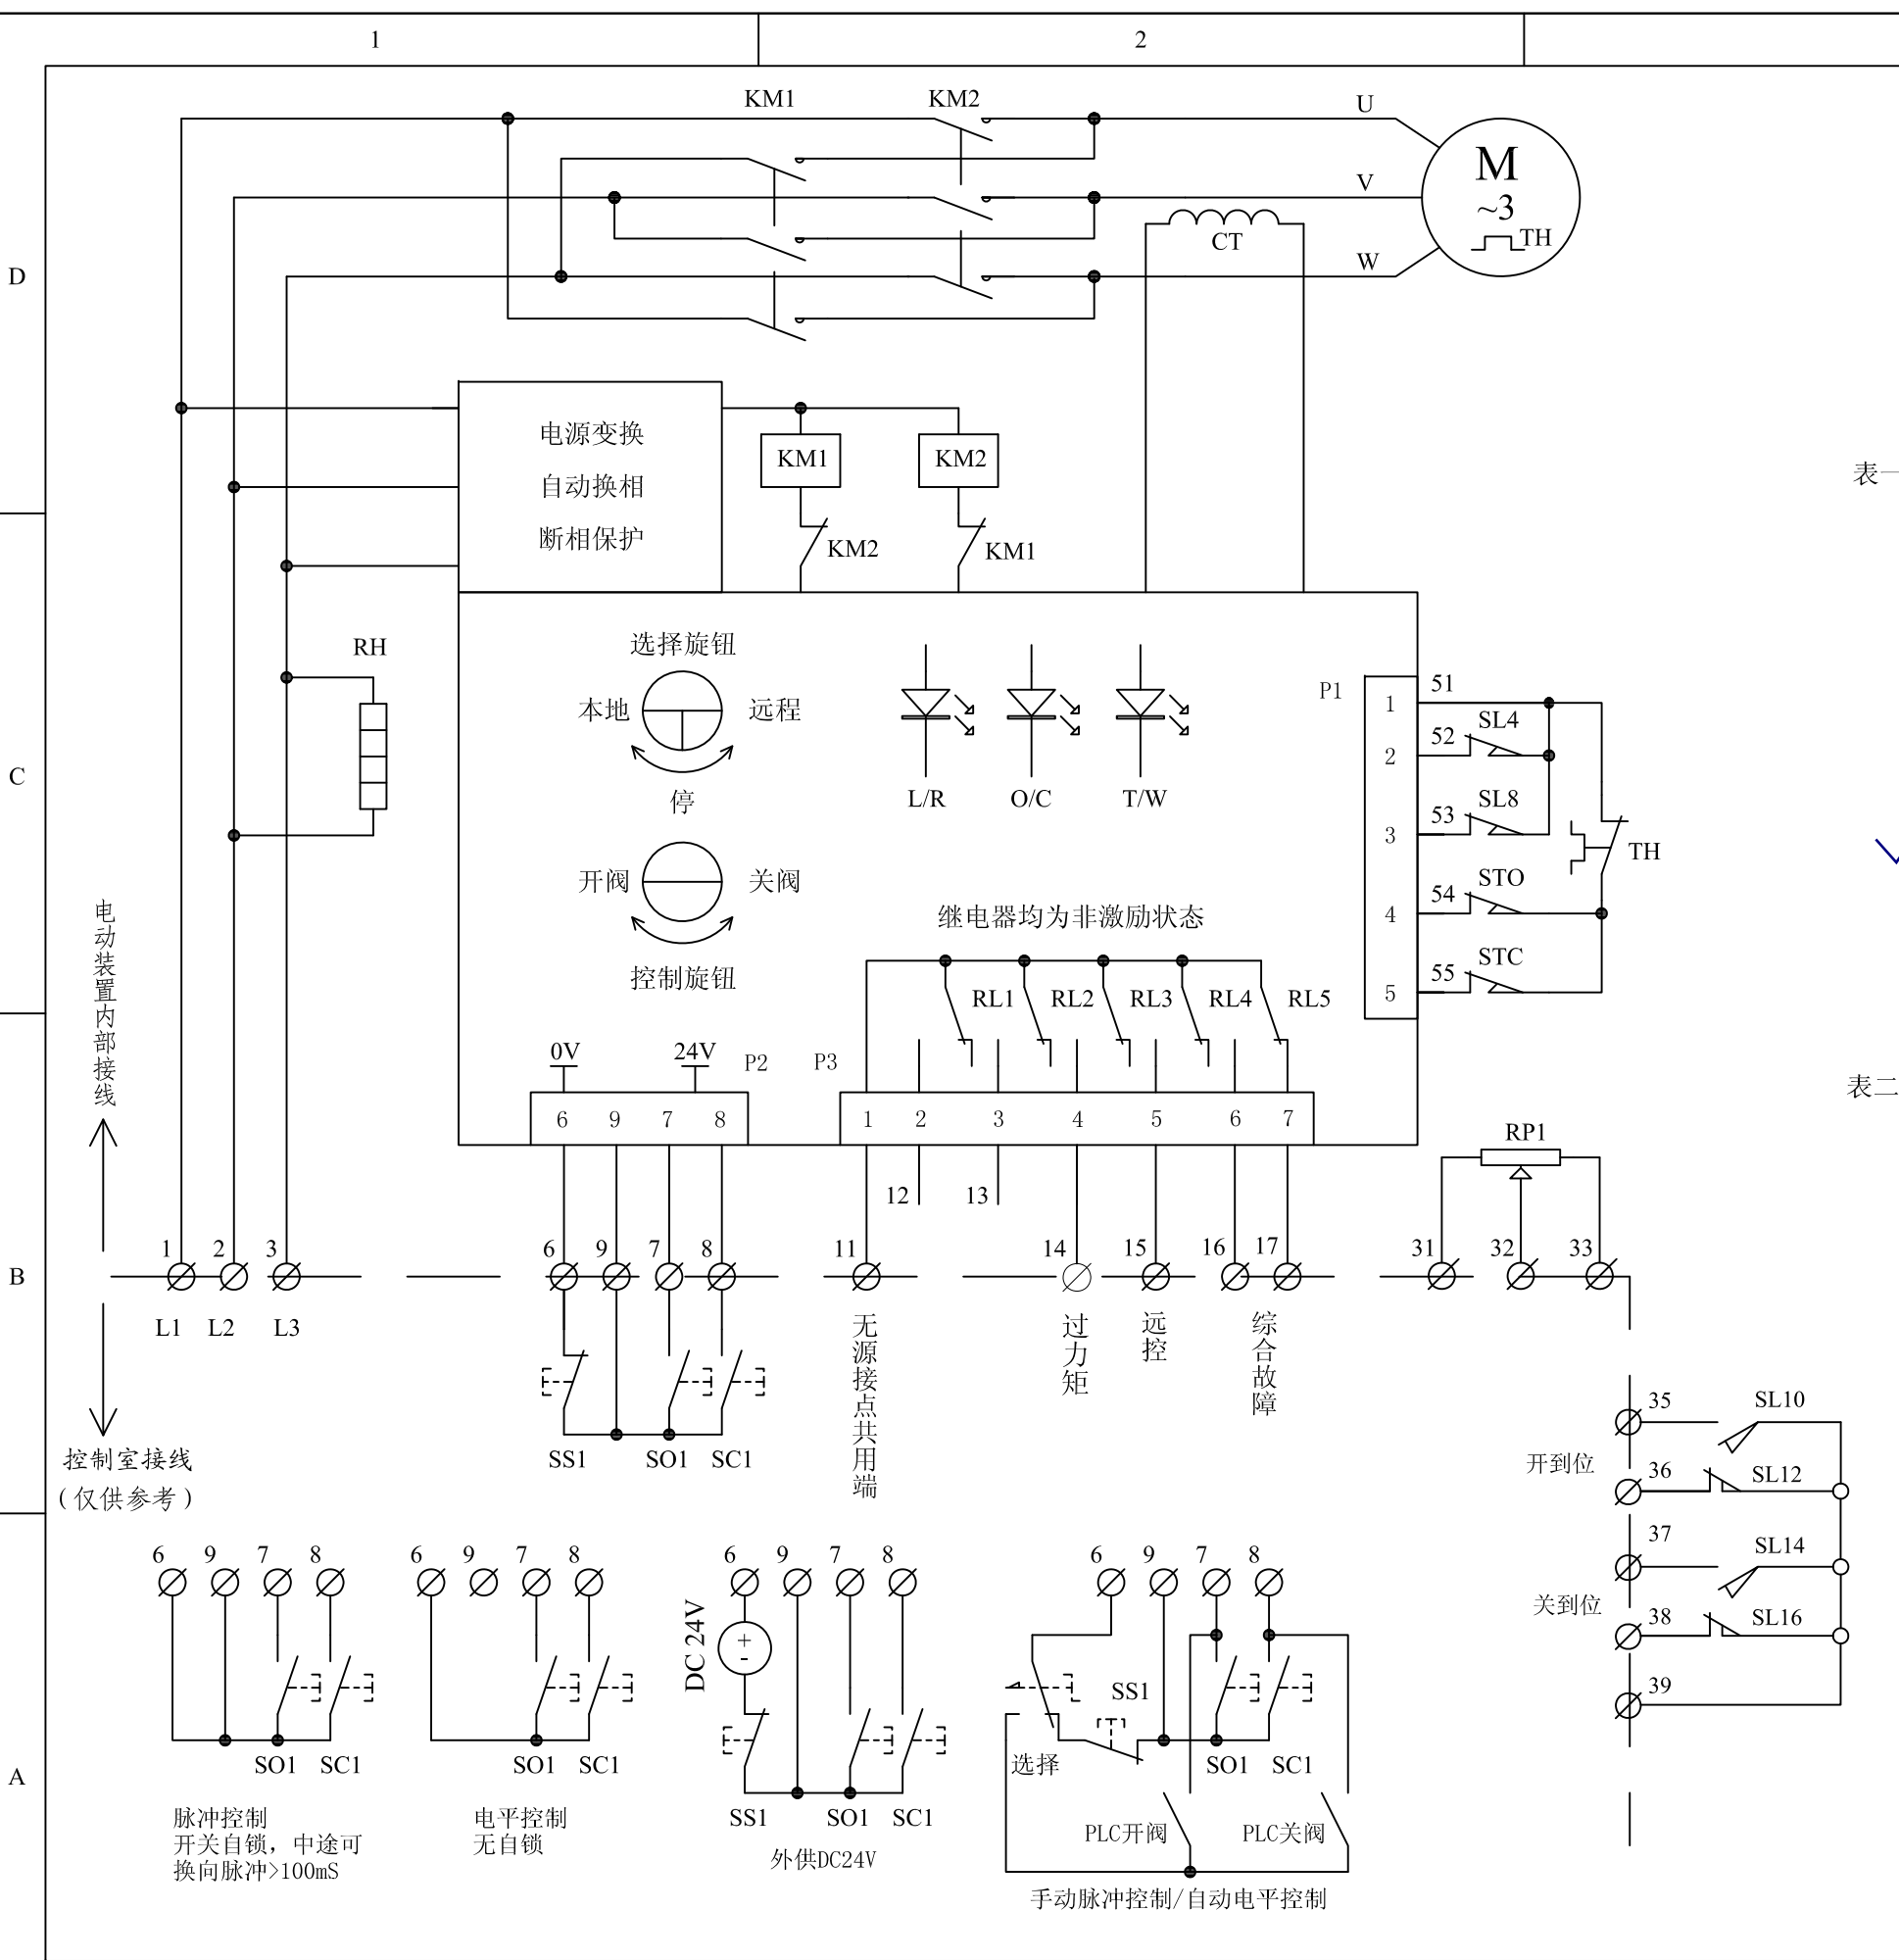 1
2
KM1
KM2
U
V
W
M
~3
TH
CT
D
电源变换
自动换相
断相保护
KM1
KM2
KM2
KM1
表一
RH
选择旋钮
本地
远程
停
L/R
O/C
T/W
P1
1
2
3
4
5
51
52
53
54
55
SL4
SL8
STO
STC
TH
C
开阀
关阀
控制旋钮
继电器均为非激励状态
RL1
RL2
RL3
RL4
RL5
电动装置内部接线
0V
24V
P2
P3
6
9
7
8
1
2
3
4
5
6
7
表二
12
13
RP1
B
1
2
3
6
9
7
8
11
14
15
16
17
31
32
33
L1
L2
L3
无源接点共用端
过力矩
远控
综合故障
SS1
SO1
SC1
控制室接线
(仅供参考)
35
SL10
开到位
36
SL12
37
SL14
关到位
38
SL16
39
A
6
9
7
8
SO1
SC1
脉冲控制
开关自锁，中途可
换向脉冲>100mS
6
9
7
8
SO1
SC1
电平控制
无自锁
6
9
7
8
DC 24V
+
-
SS1
SO1
SC1
外供DC24V
6
9
7
8
SS1
选择
SO1
SC1
PLC开阀
PLC关阀
手动脉冲控制/自动电平控制